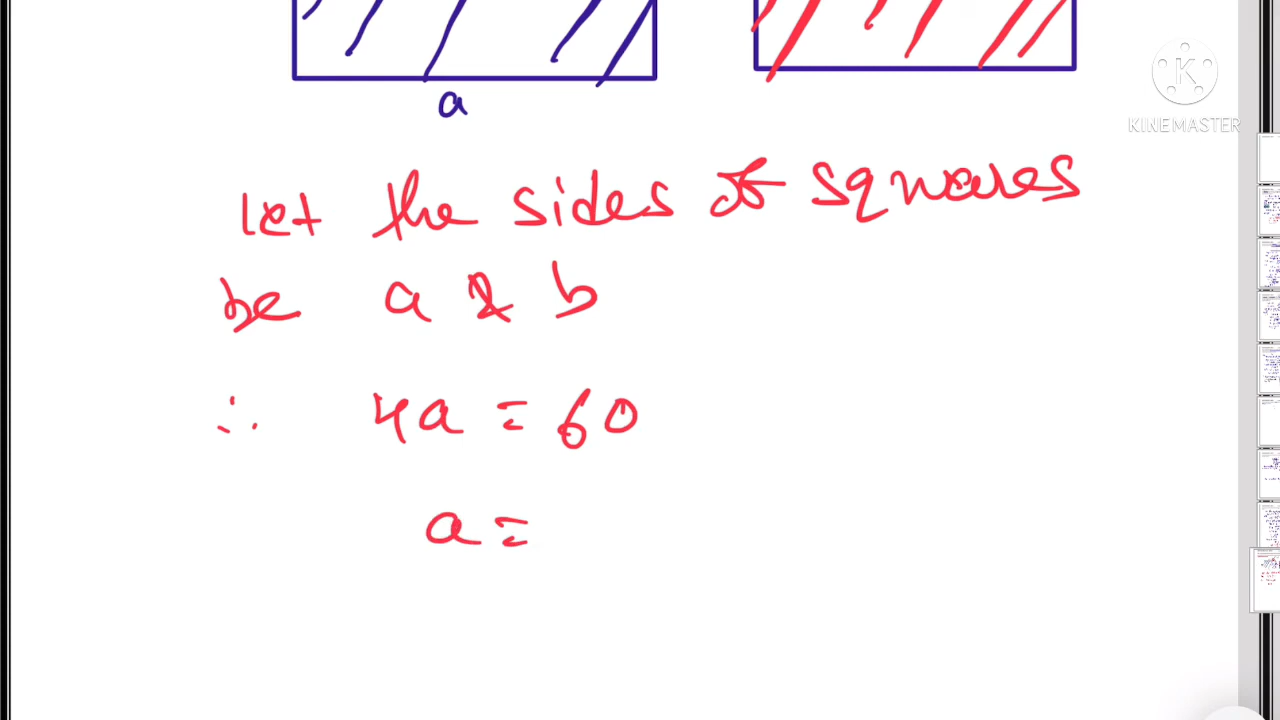 a
K
KINEMASTER
Let the sides of squares
be a & b
∴ 4a = 60
a =